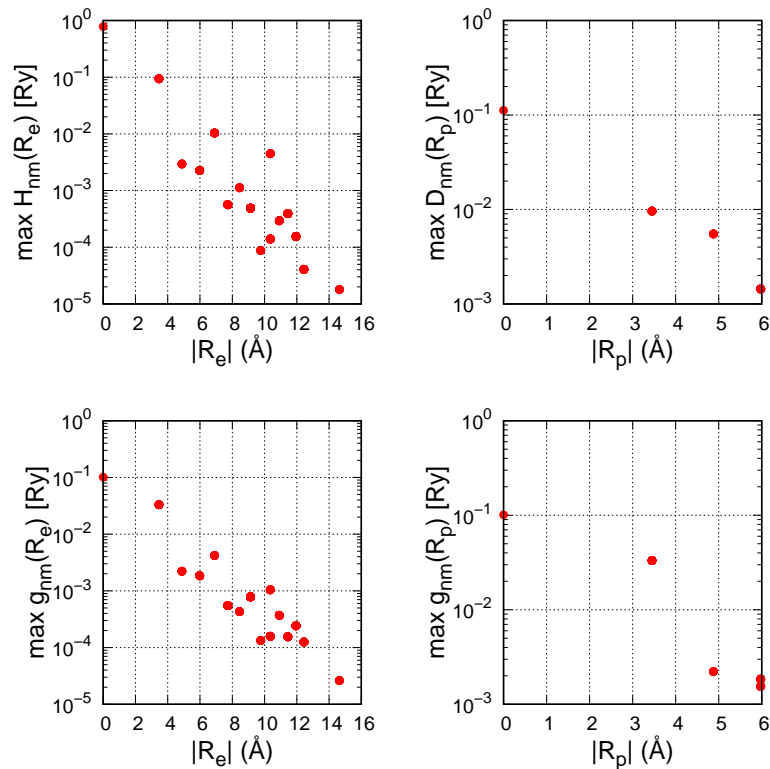 max H_nm(R_e) [Ry]
10^0
10^-1
10^-2
10^-3
10^-4
10^-5
0 2 4 6 8 10 12 14 16
|R_e| (Å)
max D_nm(R_p) [Ry]
10^0
10^-1
10^-2
10^-3
0 1 2 3 4 5 6
|R_p| (Å)
max g_nm(R_e) [Ry]
10^0
10^-1
10^-2
10^-3
10^-4
10^-5
0 2 4 6 8 10 12 14 16
|R_e| (Å)
max g_nm(R_p) [Ry]
10^0
10^-1
10^-2
10^-3
0 1 2 3 4 5 6
|R_p| (Å)